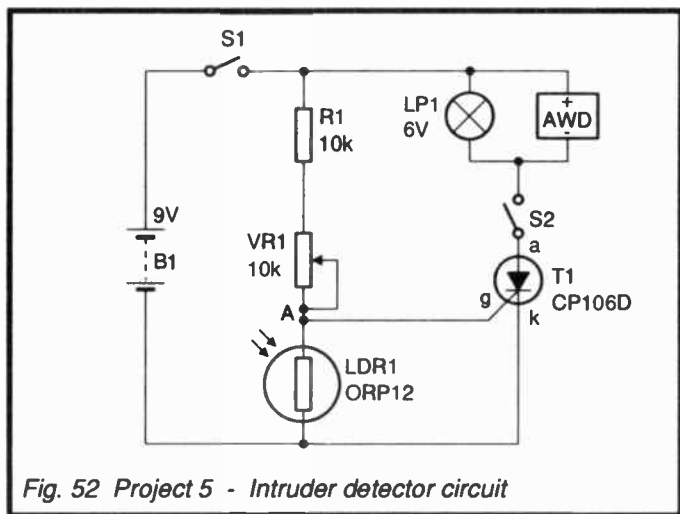 S1
R1
10k
LP1
6V
+
AWD
-
S2
9V
B1
VR1
10k
a
T1
CP106D
g
k
A
LDR1
ORP12
Fig. 52 Project 5 - Intruder detector circuit